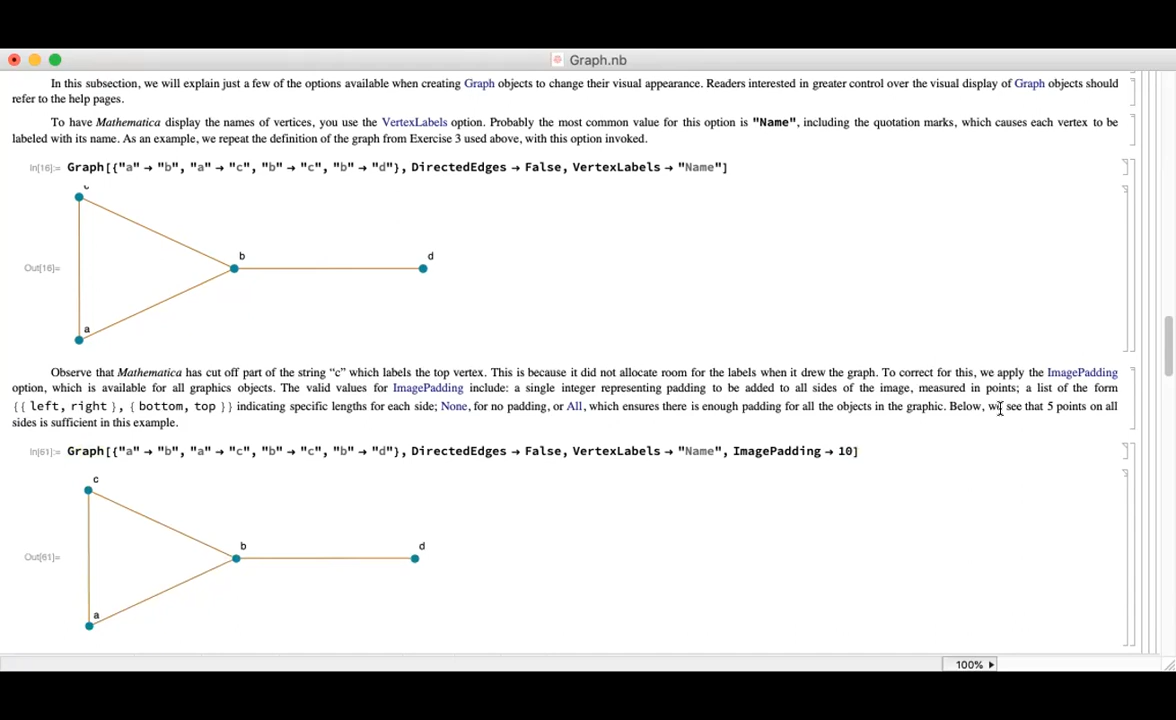 Graph.nb
In this subsection, we will explain just a few of the options available when creating Graph objects to change their visual appearance. Readers interested in greater control over the visual display of Graph objects should
refer to the help pages.
To have Mathematica display the names of vertices, you use the VertexLabels option. Probably the most common value for this option is "Name", including the quotation marks, which causes each vertex to be
labeled with its name. As an example, we repeat the definition of the graph from Exercise 3 used above, with this option invoked.
In[16]:= Graph[{"a" → "b", "a" → "c", "b" → "c", "b" → "d"}, DirectedEdges → False, VertexLabels → "Name"]
b
d
Out[16]=
a
Observe that Mathematica has cut off part of the string “c” which labels the top vertex. This is because it did not allocate room for the labels when it drew the graph. To correct for this, we apply the ImagePadding
option, which is available for all graphics objects. The valid values for ImagePadding include: a single integer representing padding to be added to all sides of the image, measured in points; a list of the form
{{ left, right }, { bottom, top }} indicating specific lengths for each side; None, for no padding, or All, which ensures there is enough padding for all the objects in the graphic. Below, we see that 5 points on all
sides is sufficient in this example.
In[61]:= Graph[{"a" → "b", "a" → "c", "b" → "c", "b" → "d"}, DirectedEdges → False, VertexLabels → "Name", ImagePadding → 10]
c
b
d
Out[61]=
a
100%